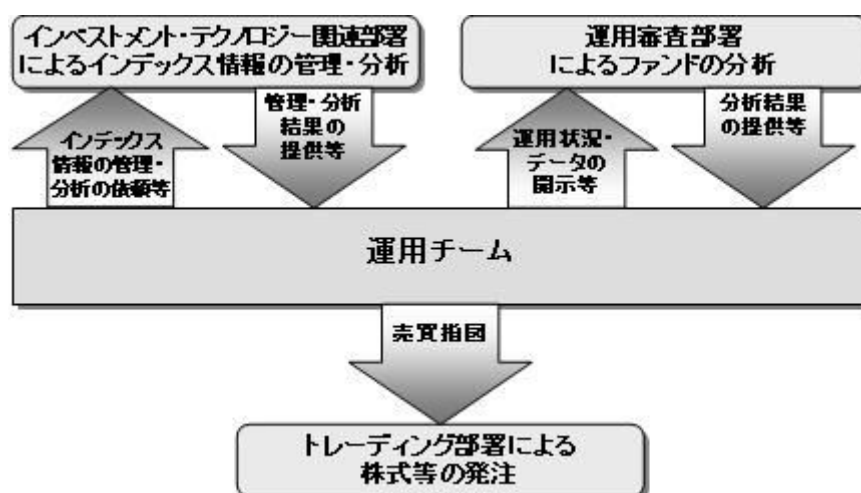 インベストメント・テクノロジー関連部署
によるインデックス情報の管理・分析
運用審査部署
によるファンドの分析
インデックス
情報の管理・
分析の依頼等
管理・分析
結果の
提供等
運用状況・
データの
開示等
分析結果
の提供等
運用チーム
売買指図
トレーディング部署による
株式等の発注